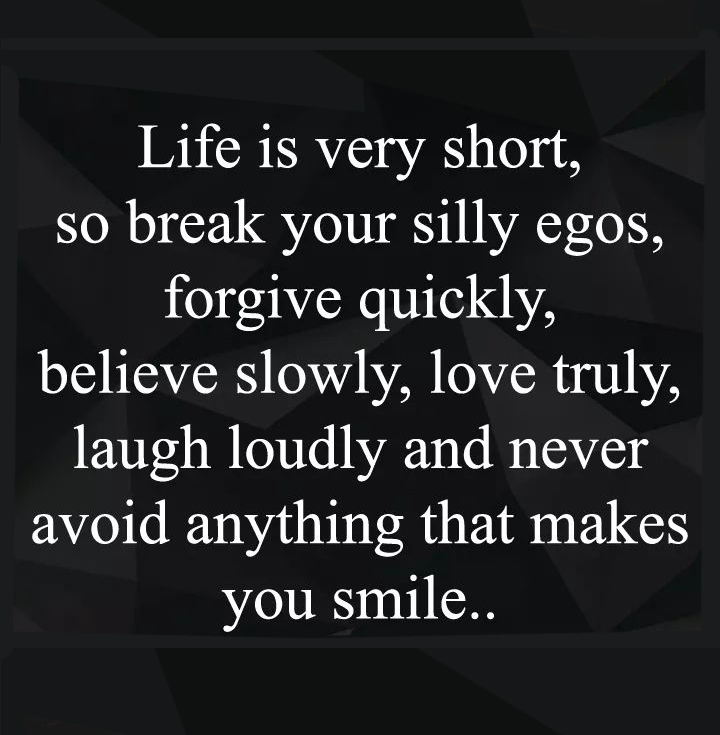 Life is very short,
so break your silly egos,
forgive quickly,
believe slowly, love truly,
laugh loudly and never
avoid anything that makes
you smile..